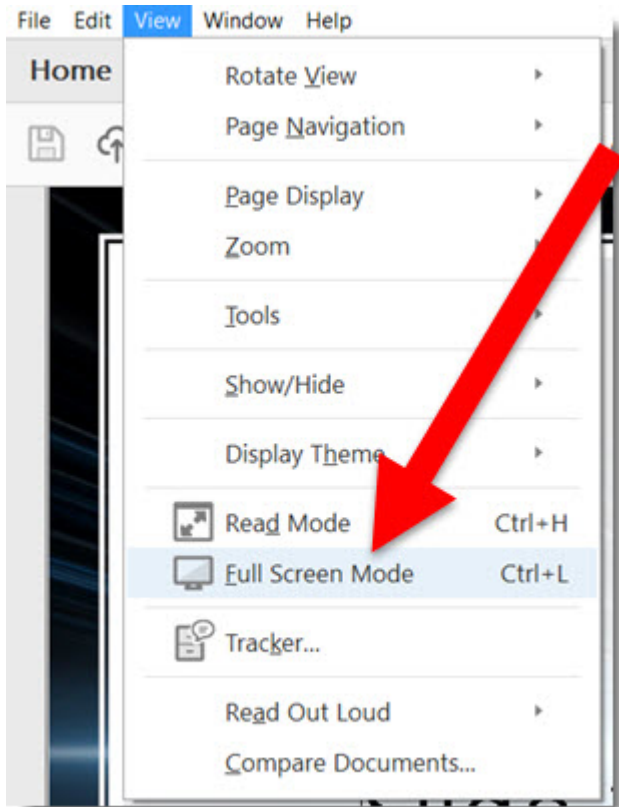 File Edit View Window Help
Home
Rotate View
Page Navigation
Page Display
Zoom
Tools
Show/Hide
Display Theme
Read Mode Ctrl+H
Full Screen Mode Ctrl+L
Tracker...
Read Out Loud
Compare Documents...